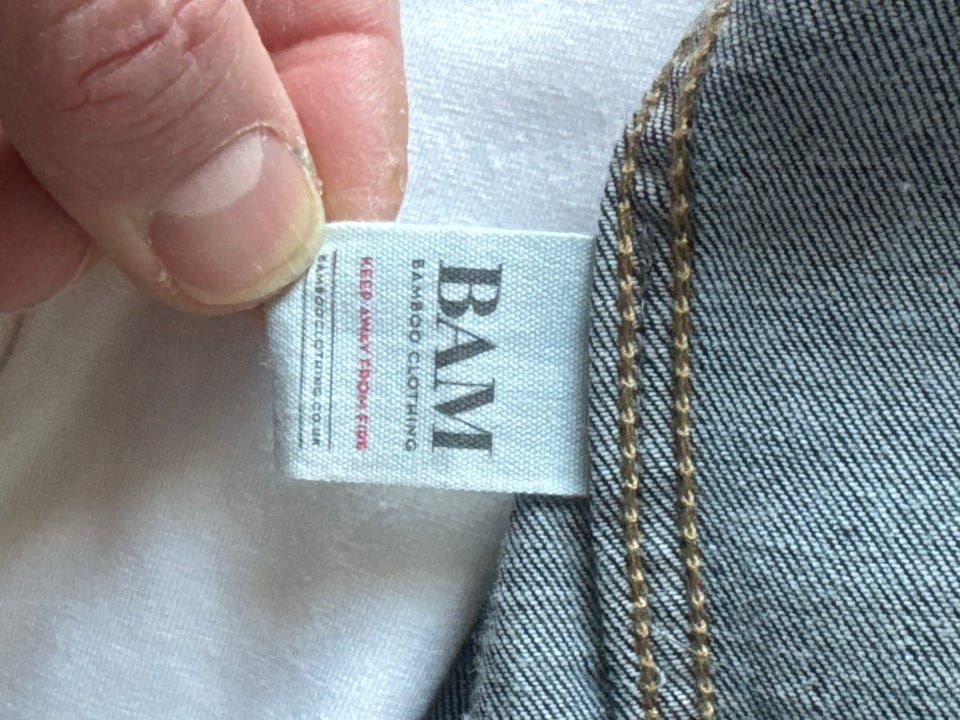 BAM
BAMBOO CLOTHING
KEEP AWAY FROM FIRE
BAMBOOCLOTHING.CO.UK